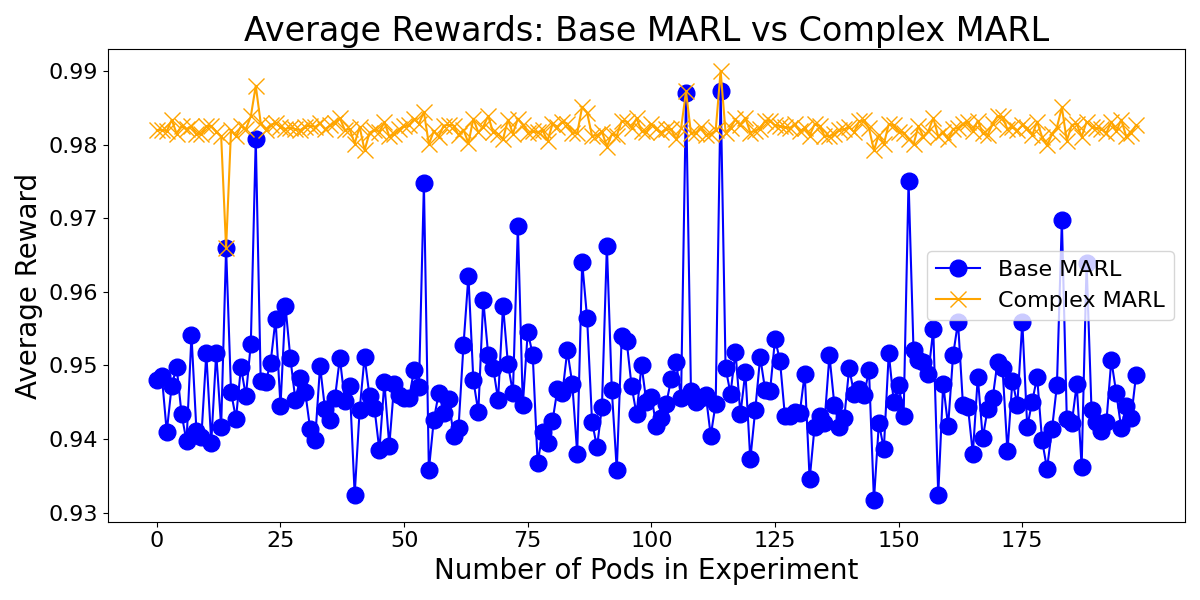 Average Rewards: Base MARL vs Complex MARL
Average Reward
0.99
0.98
0.97
0.96
0.95
0.94
0.93
Base MARL
Complex MARL
0 25 50 75 100 125 150 175
Number of Pods in Experiment